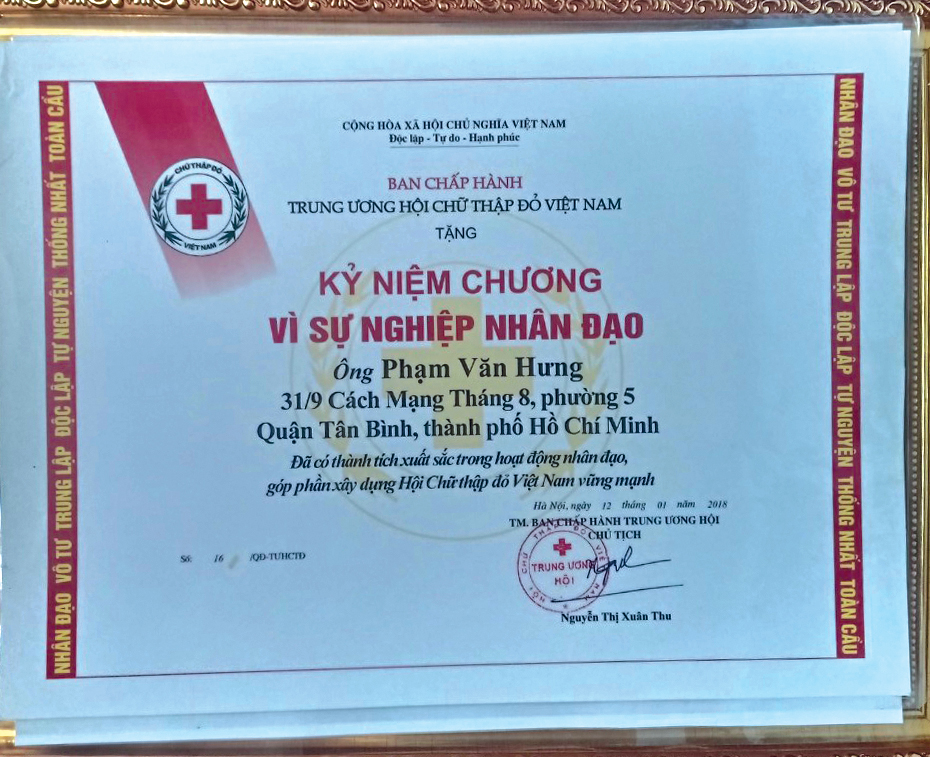 CỘNG HÒA XÃ HỘI CHỦ NGHĨA VIỆT NAM
Độc lập - Tự do - Hạnh phúc
CHỮ THẬP ĐỎ
VIỆT NAM
BAN CHẤP HÀNH
TRUNG ƯƠNG HỘI CHỮ THẬP ĐỎ VIỆT NAM
TẶNG
KỶ NIỆM CHƯƠNG
VÌ SỰ NGHIỆP NHÂN ĐẠO
Ông Phạm Văn Hưng
31/9 Cách Mạng Tháng 8, phường 5
Quận Tân Bình, thành phố Hồ Chí Minh
Đã có thành tích xuất sắc trong hoạt động nhân đạo,
góp phần xây dựng Hội Chữ thập đỏ Việt Nam vững mạnh
Hà Nội, ngày 12 tháng 01 năm 2018
TM. BAN CHẤP HÀNH TRUNG ƯƠNG HỘI
CHỦ TỊCH
HỘI CHỮ THẬP ĐỎ VIỆT NAM
TRUNG ƯƠNG
HỘI
Số: 16 /QĐ-TƯHCTĐ
Nguyễn Thị Xuân Thu
NHÂN ĐẠO VÔ TƯ TRUNG LẬP ĐỘC LẬP TỰ NGUYỆN THỐNG NHẤT TOÀN CẦU
NHÂN ĐẠO VÔ TƯ TRUNG LẬP ĐỘC LẬP TỰ NGUYỆN THỐNG NHẤT TOÀN CẦU